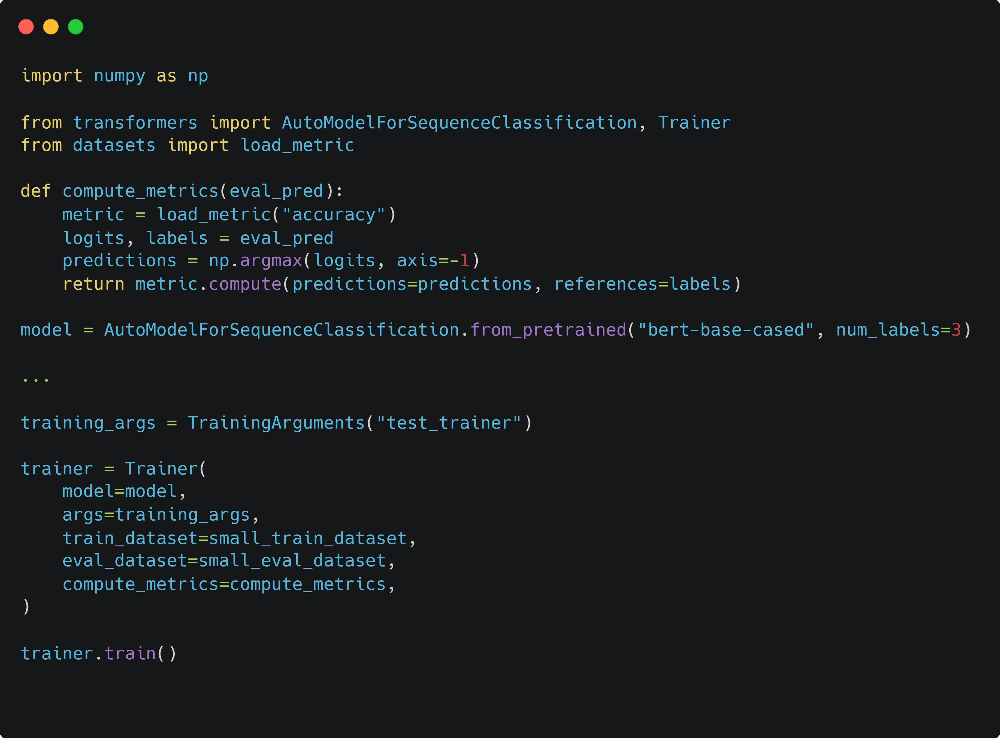 import numpy as np
from transformers import AutoModelForSequenceClassification, Trainer
from datasets import load_metric
def compute_metrics(eval_pred):
    metric = load_metric("accuracy")
    logits, labels = eval_pred
    predictions = np.argmax(logits, axis=-1)
    return metric.compute(predictions=predictions, references=labels)
model = AutoModelForSequenceClassification.from_pretrained("bert-base-cased", num_labels=3)
...
training_args = TrainingArguments("test_trainer")
trainer = Trainer(
    model=model,
    args=training_args,
    train_dataset=small_train_dataset,
    eval_dataset=small_eval_dataset,
    compute_metrics=compute_metrics,
)
trainer.train()